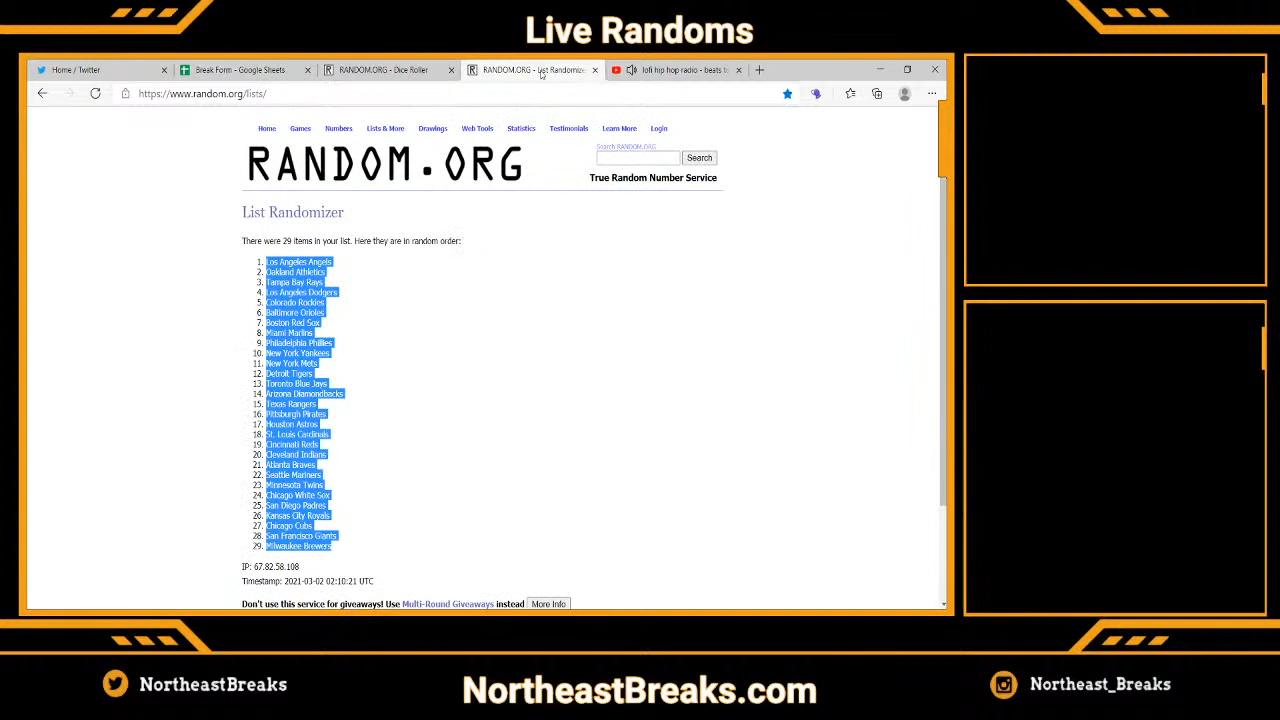 Live Randoms
Home / Twitter
Break Form - Google Sheets
RANDOM.ORG - Dice Roller
RANDOM.ORG - List Randomize
lofi hip hop radio - beats t
https://www.random.org/lists/
Home Games Numbers Lists & More Drawings Web Tools Statistics Testimonials Learn More Login
RANDOM.ORG
Search RANDOM.ORG
Search
True Random Number Service
List Randomizer
There were 29 items in your list. Here they are in random order:
1. Los Angeles Angels
2. Oakland Athletics
3. Tampa Bay Rays
4. Los Angeles Dodgers
5. Colorado Rockies
6. Baltimore Orioles
7. Boston Red Sox
8. Miami Marlins
9. Philadelphia Phillies
10. New York Yankees
11. New York Mets
12. Detroit Tigers
13. Toronto Blue Jays
14. Arizona Diamondbacks
15. Texas Rangers
16. Pittsburgh Pirates
17. Houston Astros
18. St. Louis Cardinals
19. Cincinnati Reds
20. Cleveland Indians
21. Atlanta Braves
22. Seattle Mariners
23. Minnesota Twins
24. Chicago White Sox
25. San Diego Padres
26. Kansas City Royals
27. Chicago Cubs
28. San Francisco Giants
29. Milwaukee Brewers
IP: 67.82.58.108
Timestamp: 2021-03-02 02:10:21 UTC
Don't use this service for giveaways! Use Multi-Round Giveaways instead More Info
NortheastBreaks
NortheastBreaks.com
Northeast_Breaks